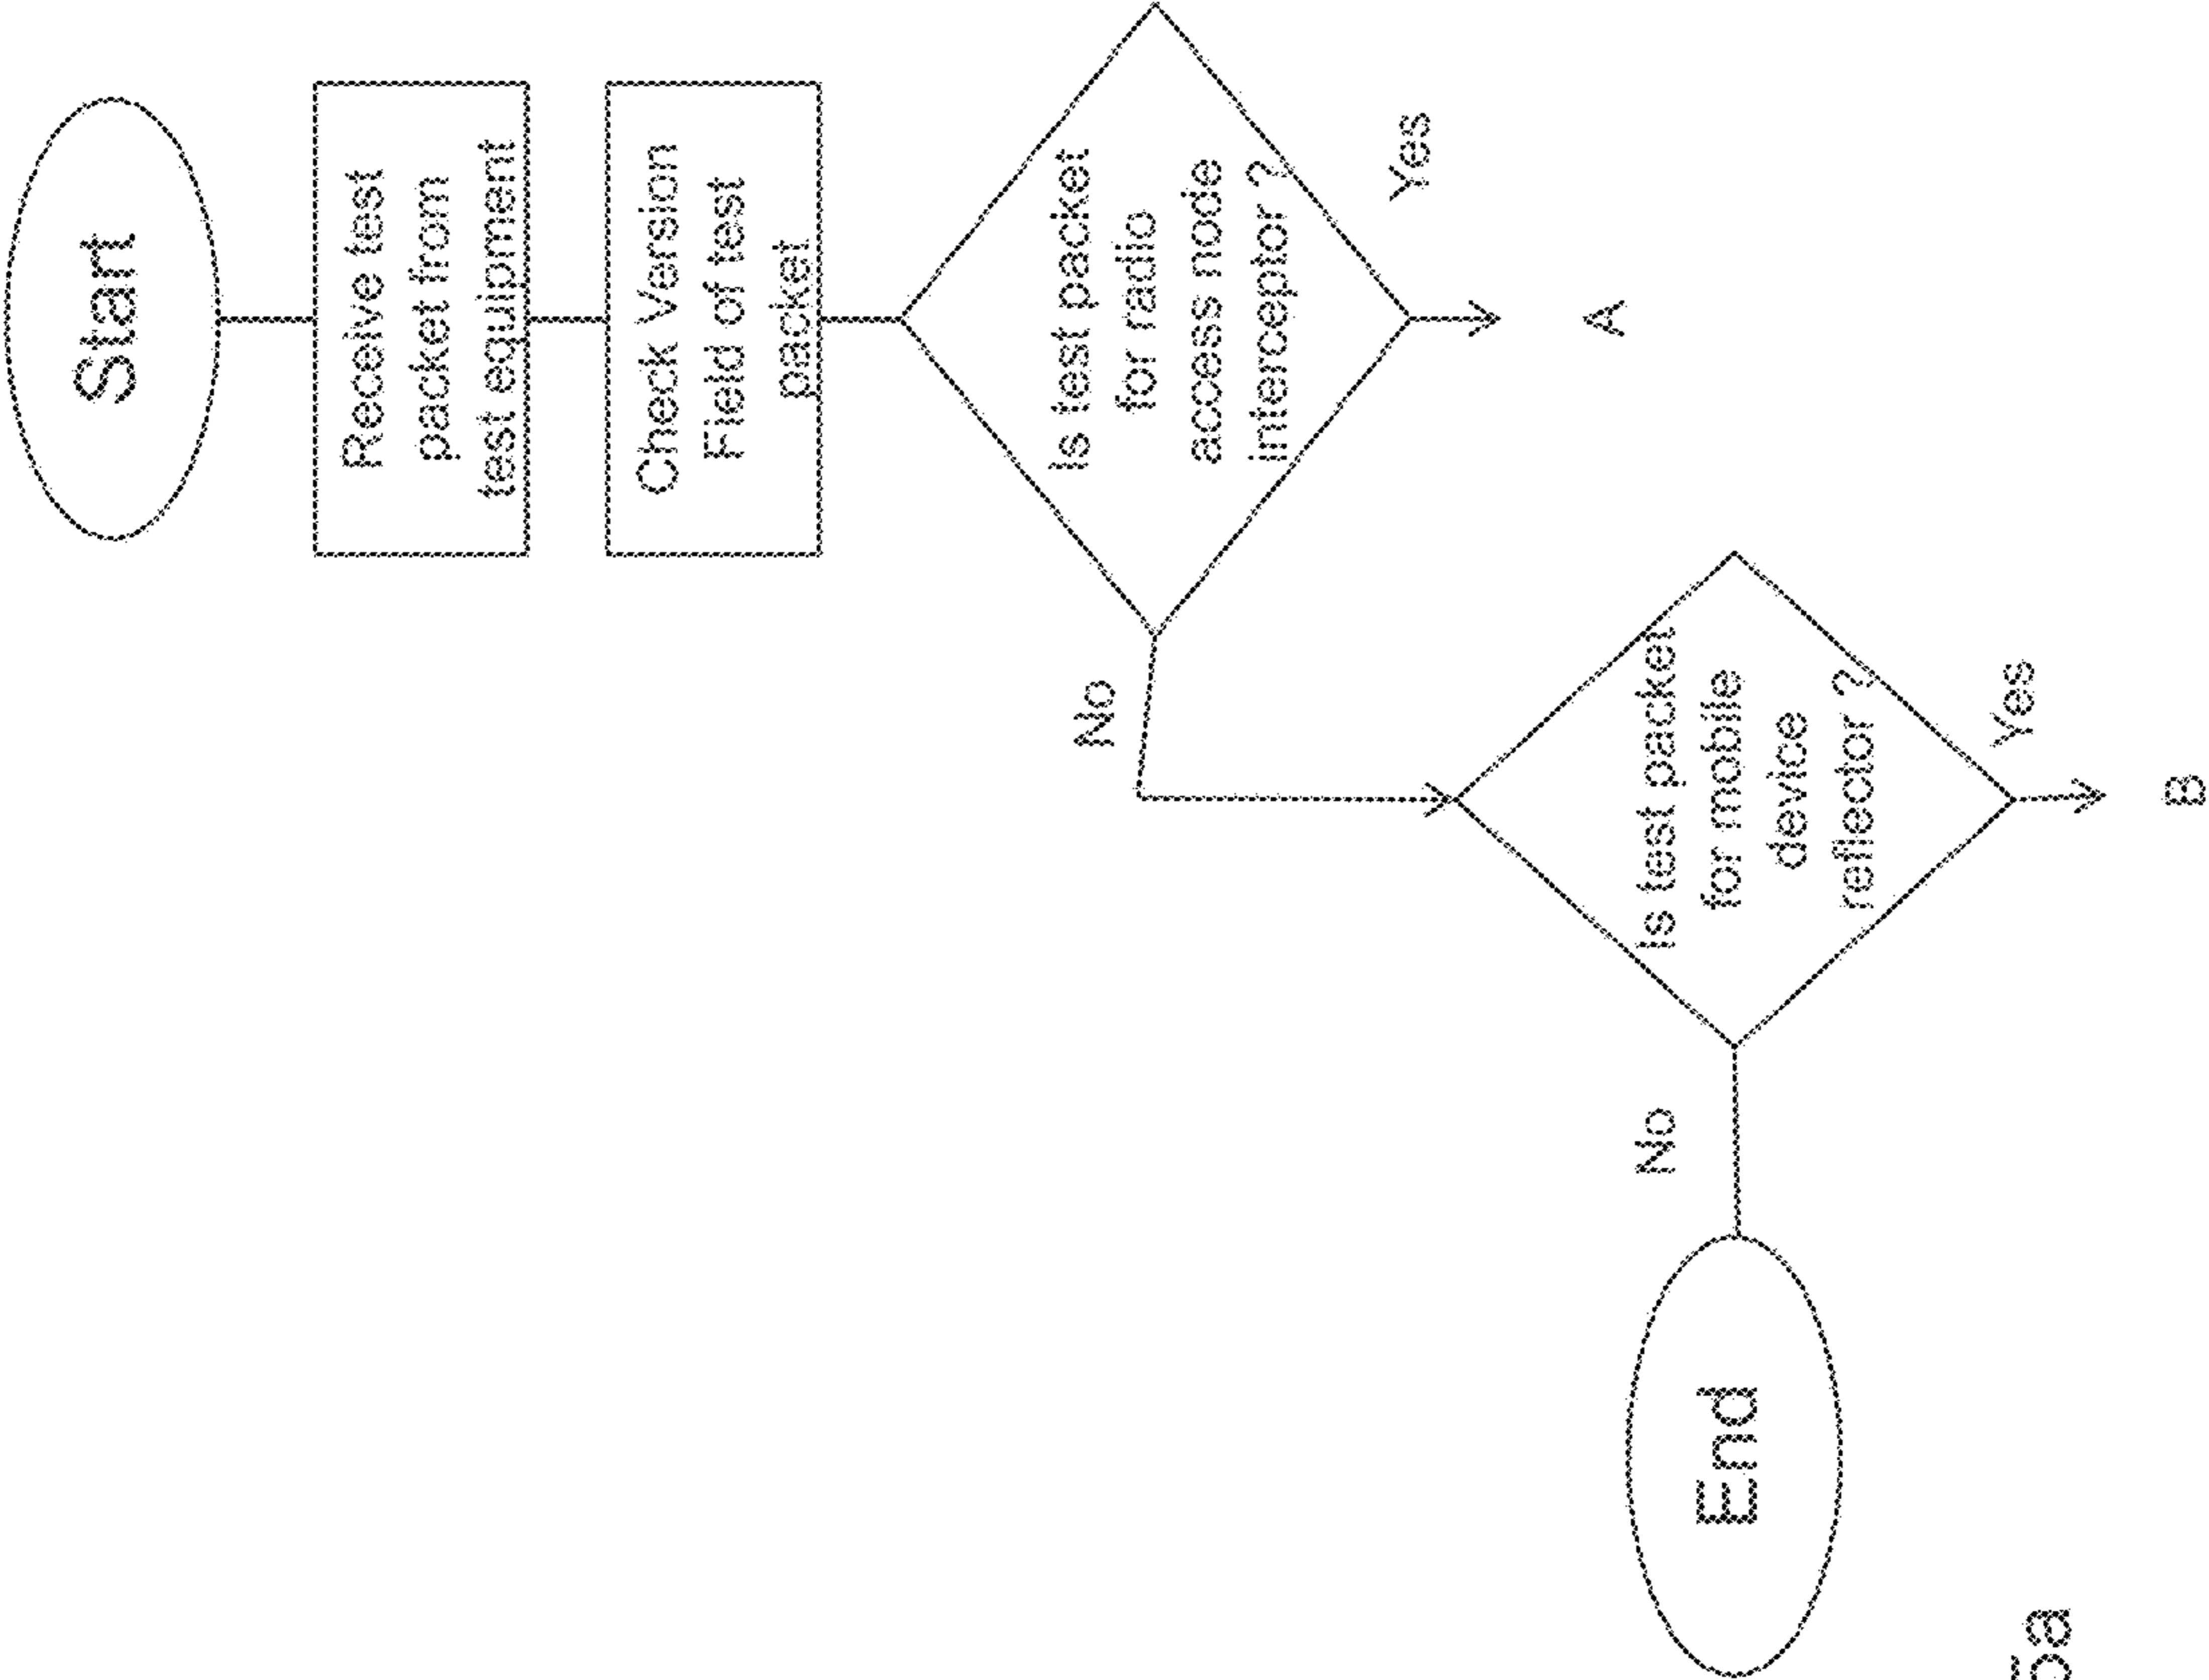 Start
Receive test
packet from
test equipment
Check Version
Field of test
packet
Is test packet
for radio
access node
interceptor ?
Yes
A
No
Is test packet
for mobile
device
reflector ?
Yes
B
No
End
5a